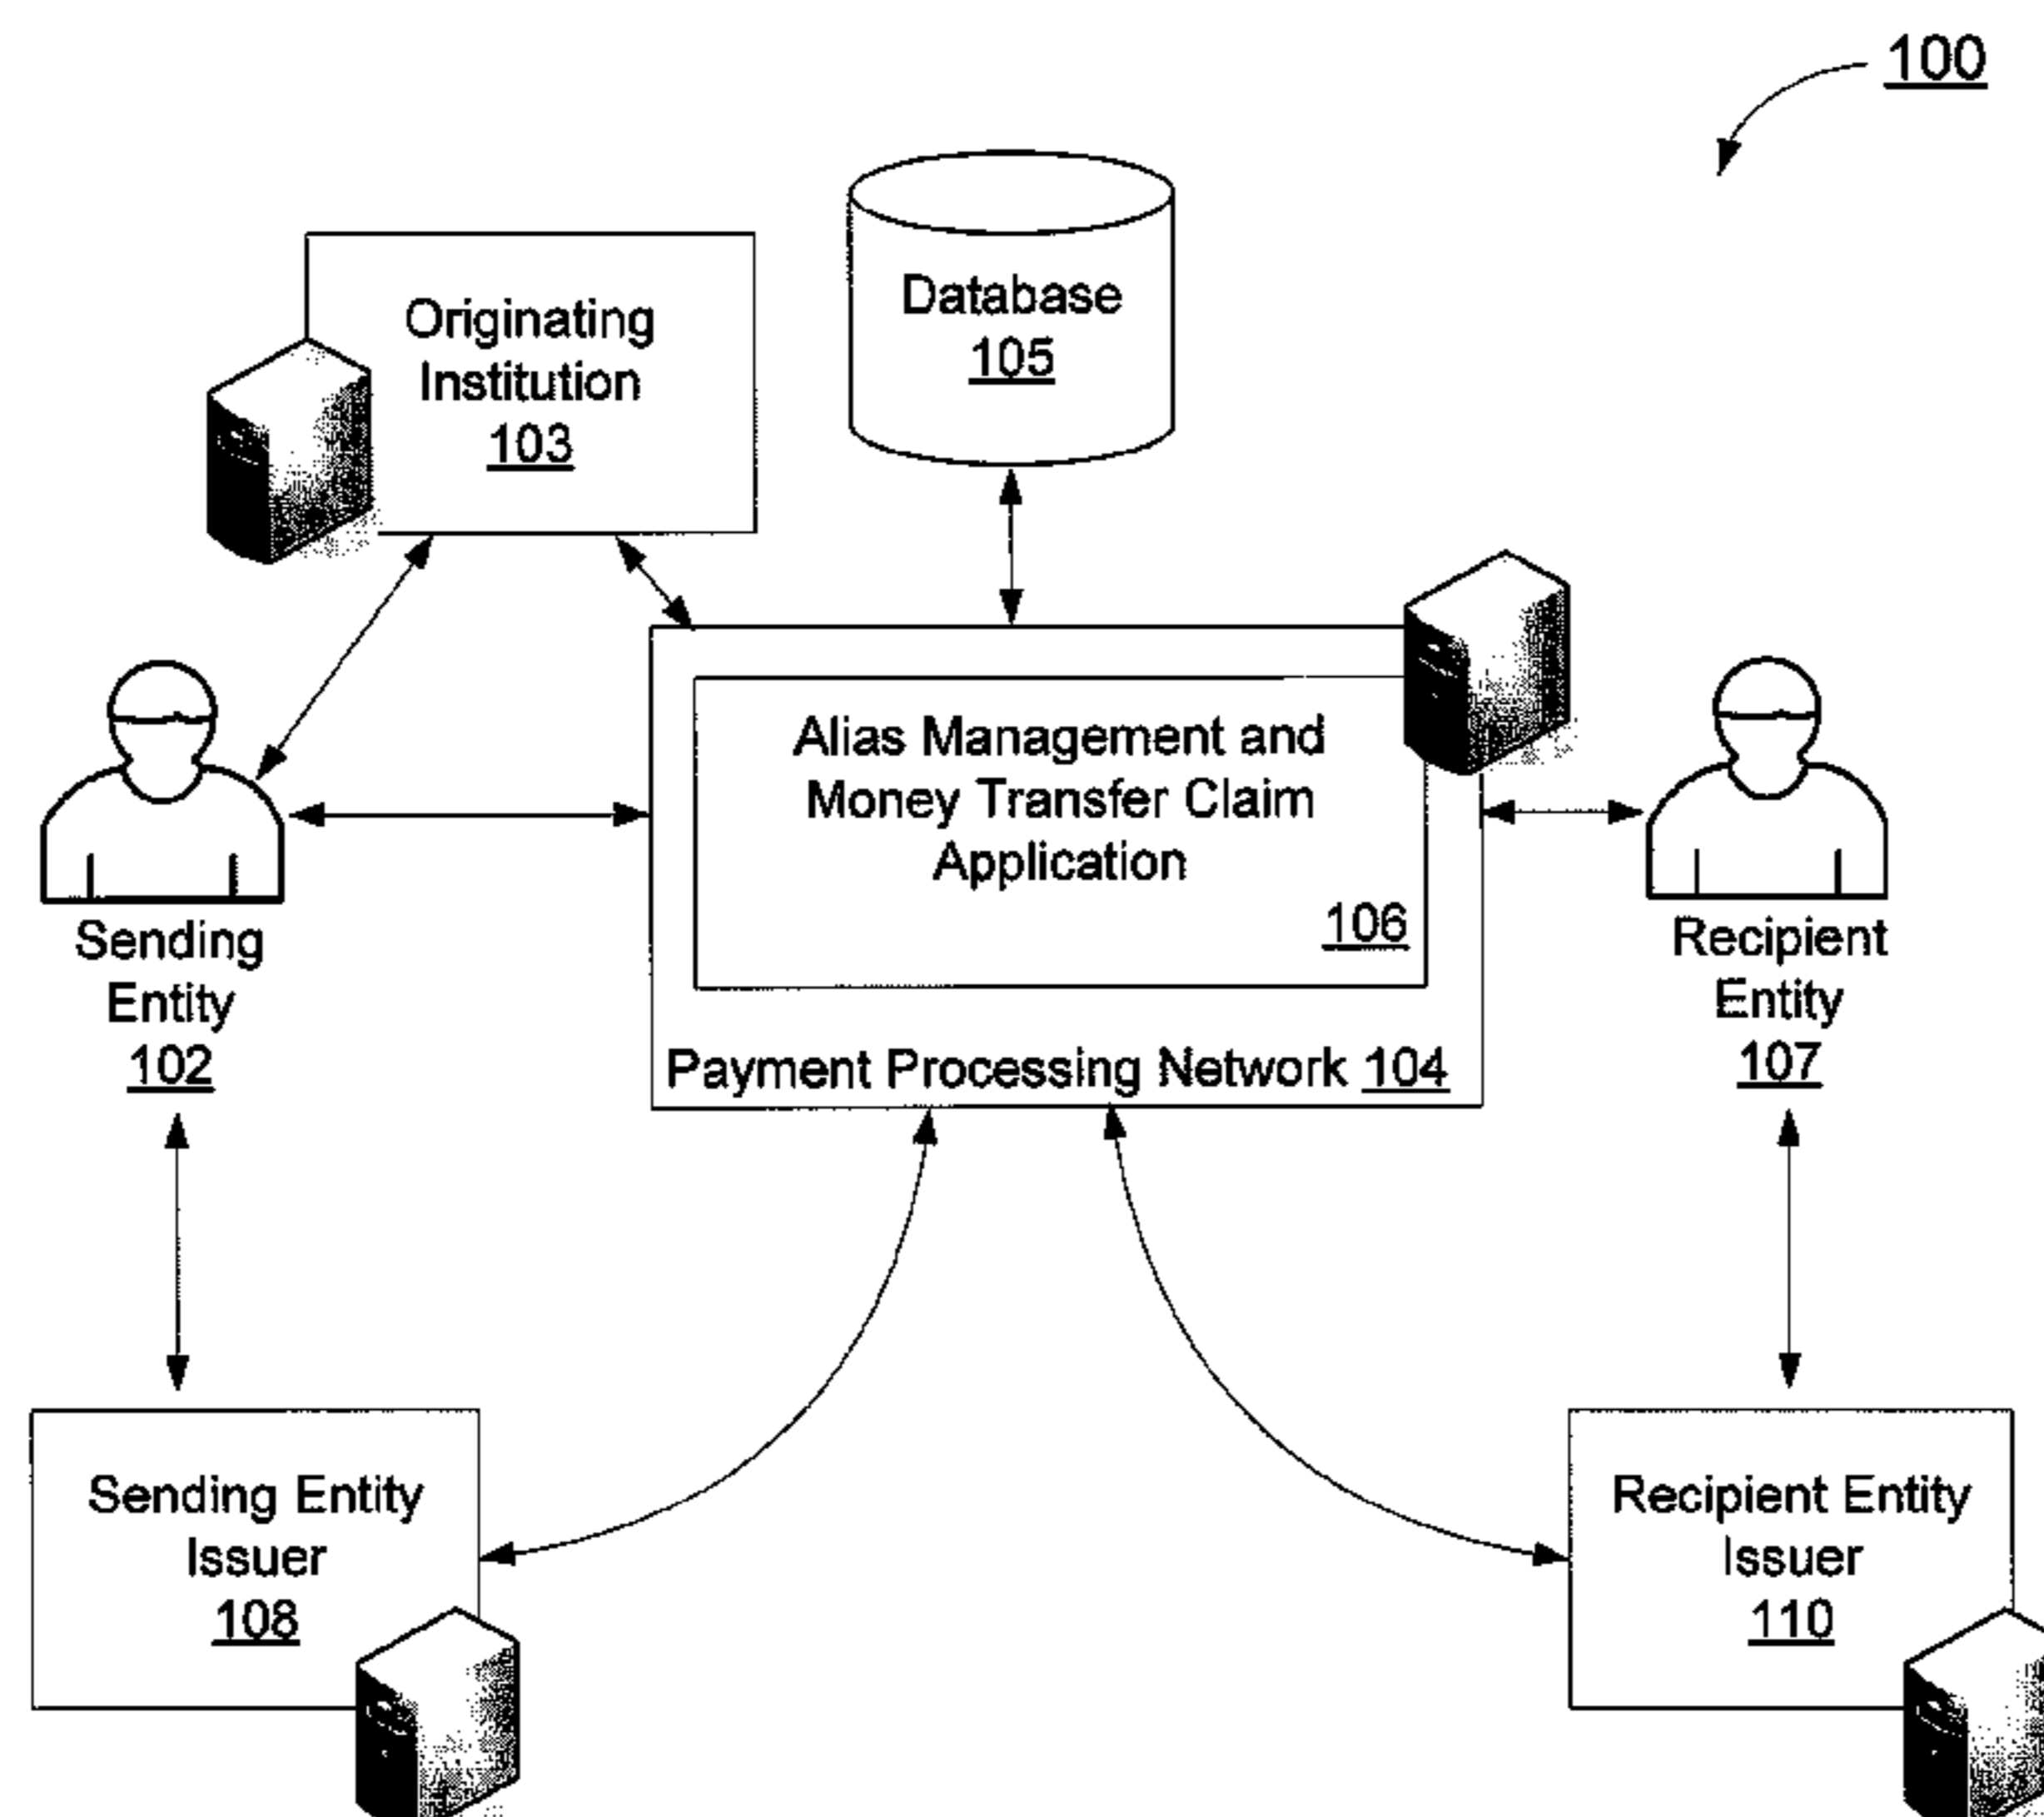 100
Originating
Institution
103
Database
105
Alias Management and
Money Transfer Claim
Application
106
Payment Processing Network 104
Sending
Entity
102
Recipient
Entity
107
Sending Entity
Issuer
108
Recipient Entity
Issuer
110